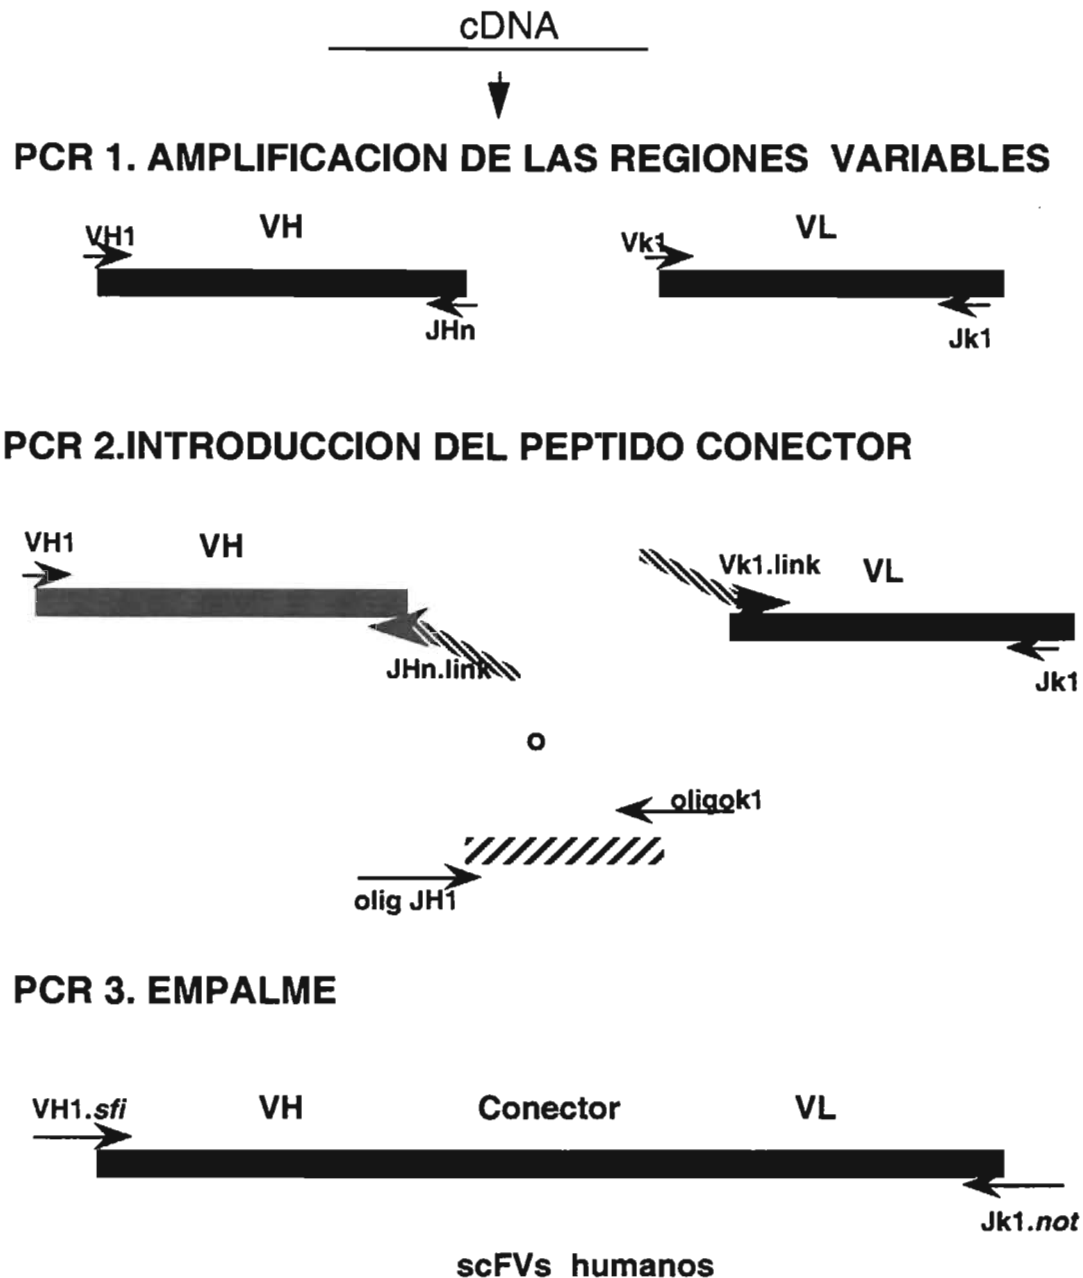 cDNA
PCR 1. AMPLIFICACION DE LAS REGIONES VARIABLES
VH1 VH Vk1 VL
JHn Jk1
PCR 2.INTRODUCCION DEL PEPTIDO CONECTOR
VH1 VH Vk1.link VL
JHn.link Jk1
o
oligok1
olig JH1
PCR 3. EMPALME
VH1.sfi VH Conector VL
Jk1.not
scFVs humanos